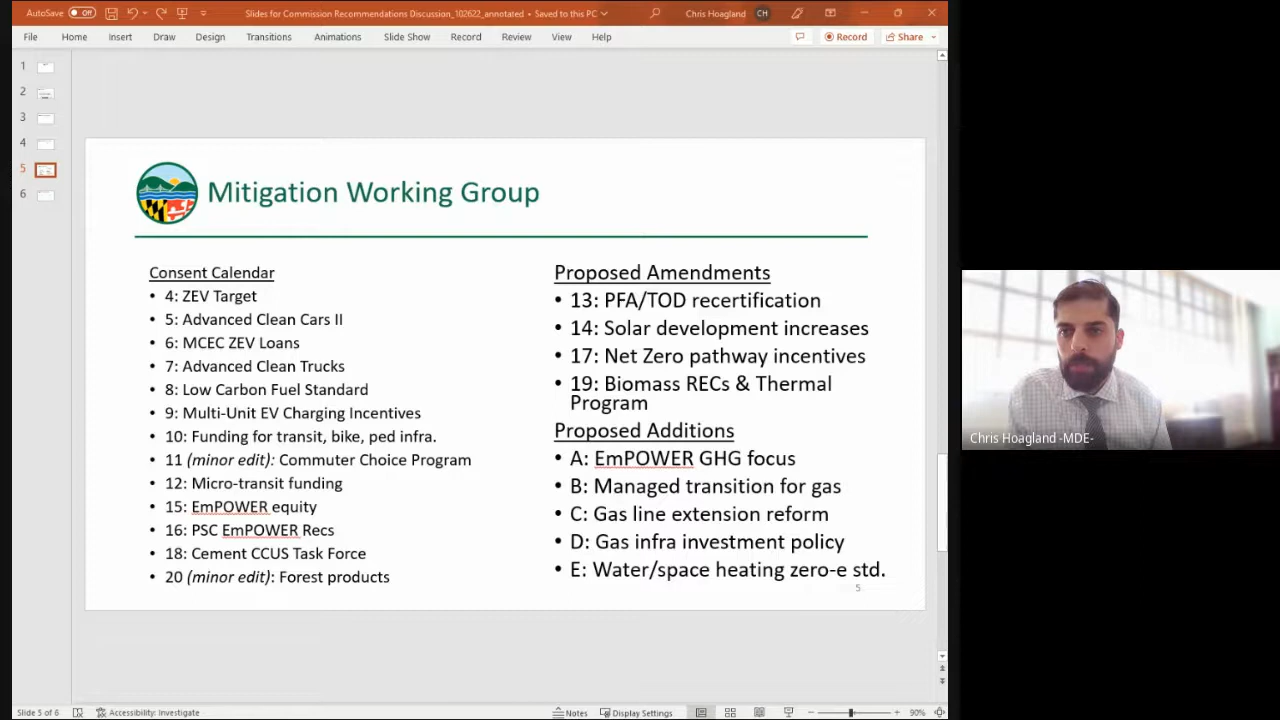 AutoSave Off Slides for Commission Recommendations Discussion_102622_annotated • Saved to this PC Chris Hoagland CH
File Home Insert Draw Design Transitions Animations Slide Show Record Review View Help Record Share
1
2
3
4
5
6
Mitigation Working Group
Consent Calendar
• 4: ZEV Target
• 5: Advanced Clean Cars II
• 6: MCEC ZEV Loans
• 7: Advanced Clean Trucks
• 8: Low Carbon Fuel Standard
• 9: Multi-Unit EV Charging Incentives
• 10: Funding for transit, bike, ped infra.
• 11 (minor edit): Commuter Choice Program
• 12: Micro-transit funding
• 15: EmPOWER equity
• 16: PSC EmPOWER Recs
• 18: Cement CCUS Task Force
• 20 (minor edit): Forest products
Proposed Amendments
• 13: PFA/TOD recertification
• 14: Solar development increases
• 17: Net Zero pathway incentives
• 19: Biomass RECs & Thermal
Program
Proposed Additions
• A: EmPOWER GHG focus
• B: Managed transition for gas
• C: Gas line extension reform
• D: Gas infra investment policy
• E: Water/space heating zero-e std.
5
Chris Hoagland -MDE-
Slide 5 of 6 Accessibility: Investigate Notes Display Settings 90%